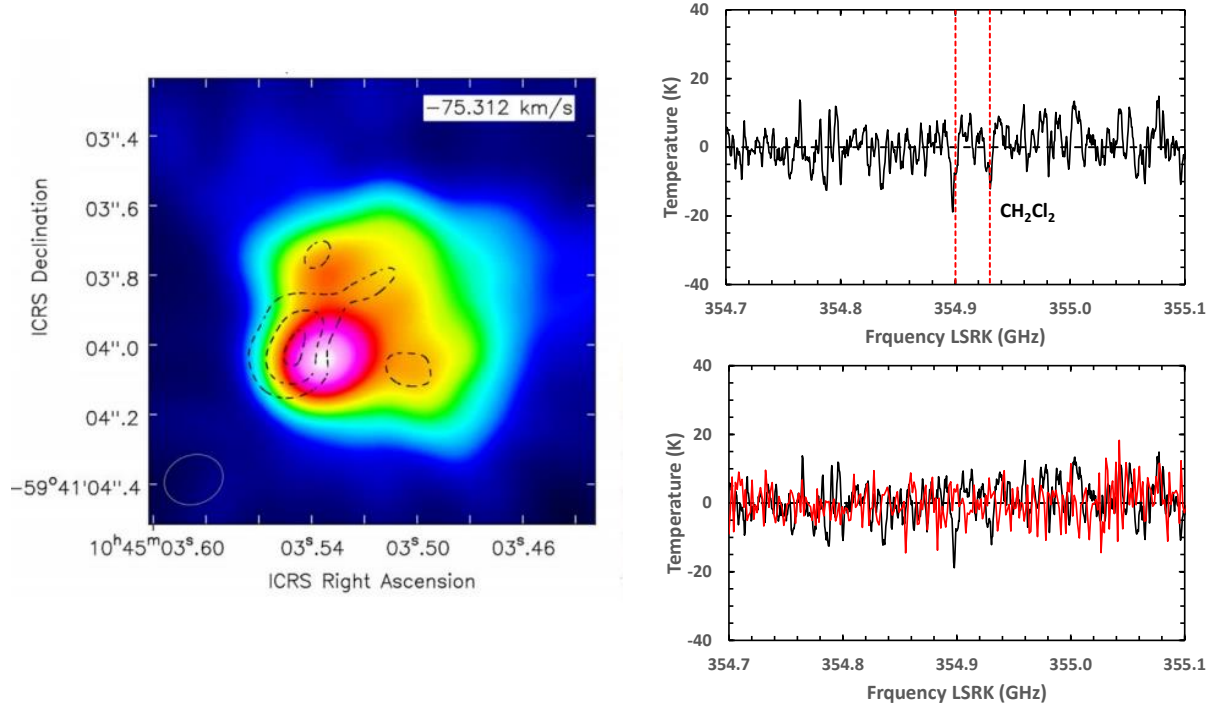 −75.312 km/s
03".4
03".6
03".8
04".0
04".2
−59°41'04".4
10ʰ45ᵐ03ˢ.60
03ˢ.54
03ˢ.50
03ˢ.46
ICRS Declination
ICRS Right Ascension
40
20
0
-20
-40
Temperature (K)
CH₂Cl₂
354.7
354.8
354.9
355.0
355.1
Frquency LSRK (GHz)
40
20
0
-20
-40
Temperature (K)
354.7
354.8
354.9
355.0
355.1
Frquency LSRK (GHz)